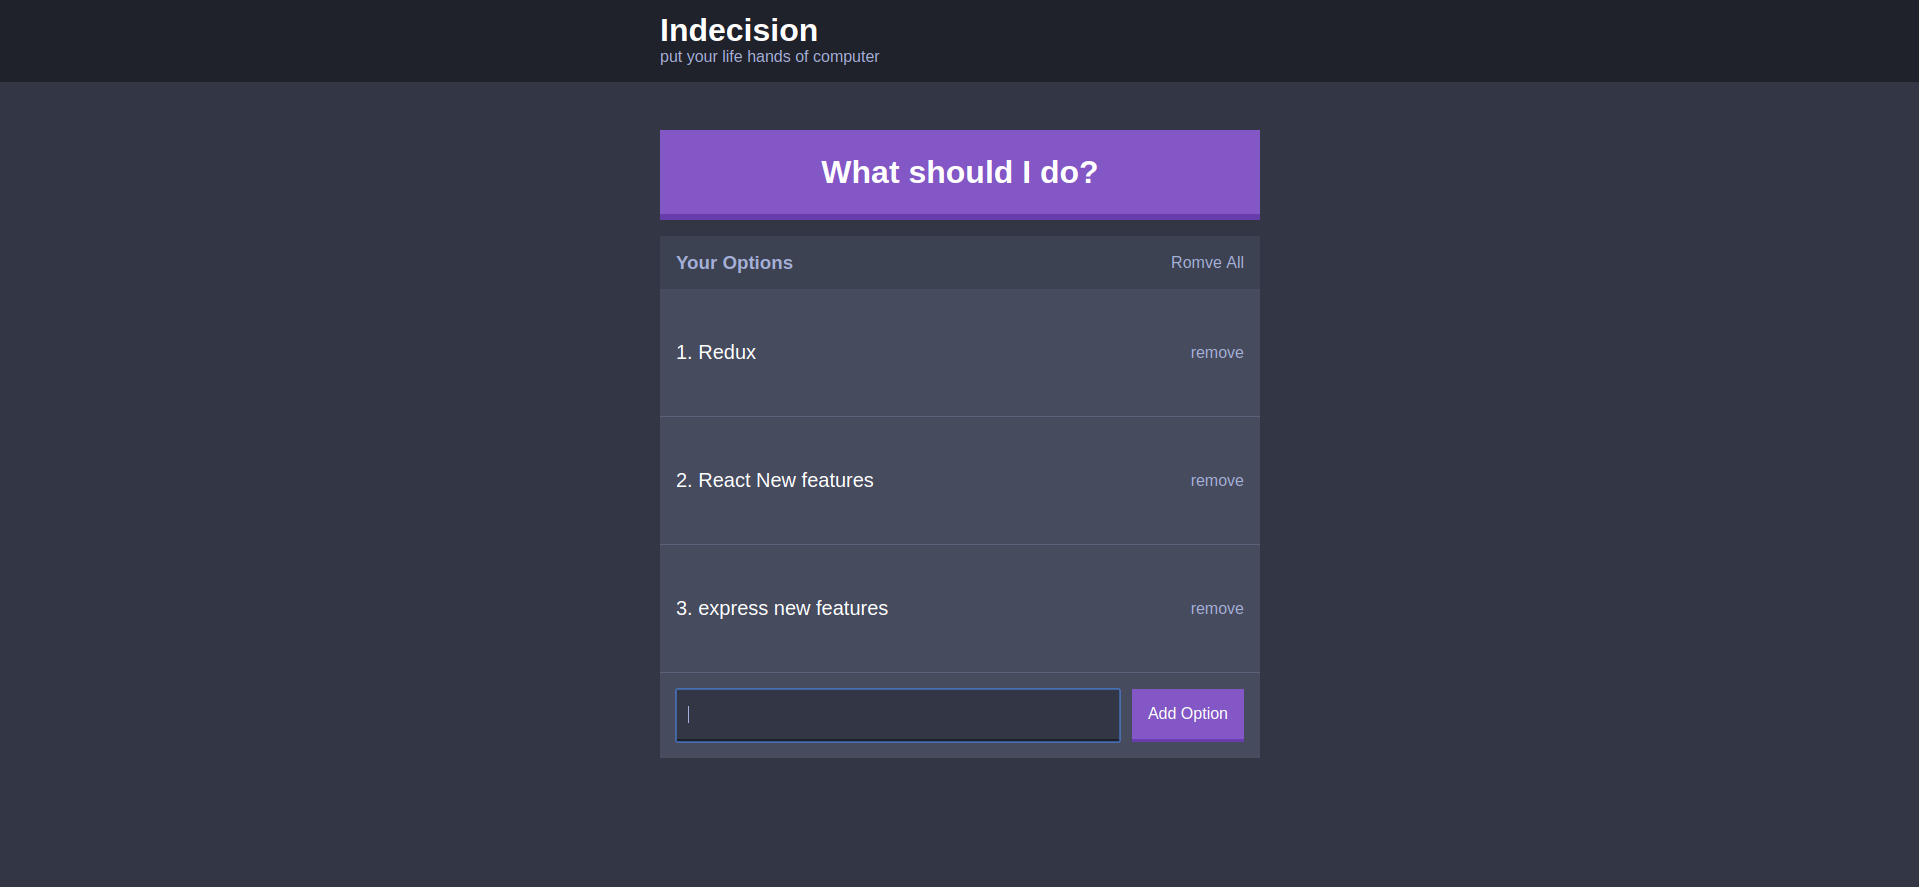 Indecision
put your life hands of computer
What should I do?
Your Options
Romve All
1. Redux
remove
2. React New features
remove
3. express new features
remove
Add Option